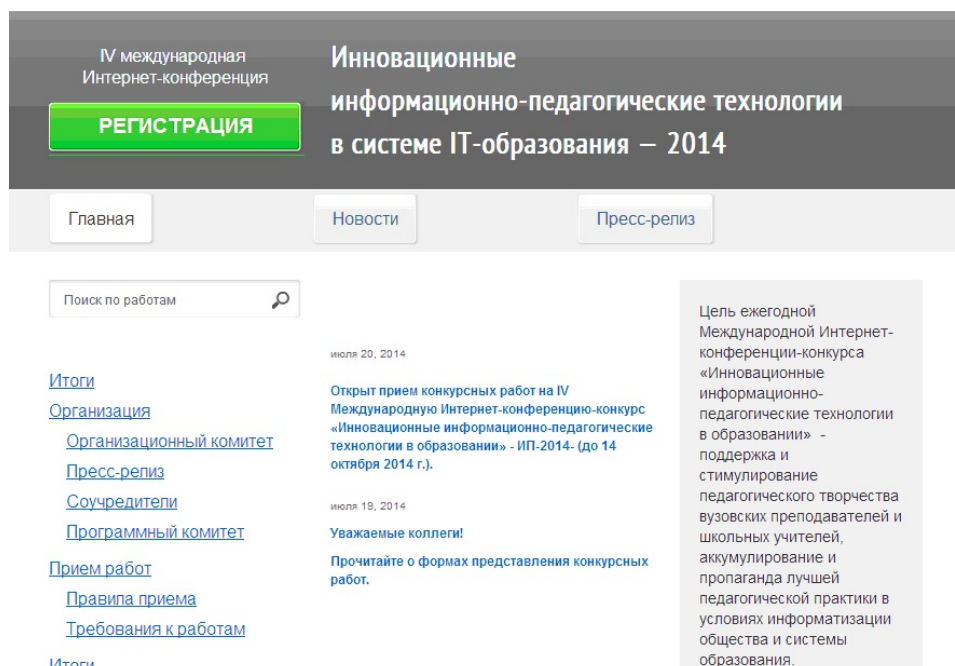 IV международная
Интернет-конференция
РЕГИСТРАЦИЯ
Инновационные
информационно-педагогические технологии
в системе IT-образования – 2014
Главная
Новости
Пресс-релиз
Поиск по работам
Итоги
Организация
Организационный комитет
Пресс-релиз
Соучредители
Программный комитет
Прием работ
Правила приема
Требования к работам
Итоги
июля 20, 2014
Открыт прием конкурсных работ на IV
Международную Интернет-конференцию-конкурс
«Инновационные информационно-педагогические
технологии в образовании» - ИП-2014- (до 14
октября 2014 г.).
июля 19, 2014
Уважаемые коллеги!
Прочитайте о формах представления конкурсных
работ.
Цель ежегодной
Международной Интернет-
конференции-конкурса
«Инновационные
информационно-
педагогические технологии
в образовании» -
поддержка и
стимулирование
педагогического творчества
вузовских преподавателей и
школьных учителей,
аккумулирование и
пропаганда лучшей
педагогической практики в
условиях информатизации
общества и системы
образования.